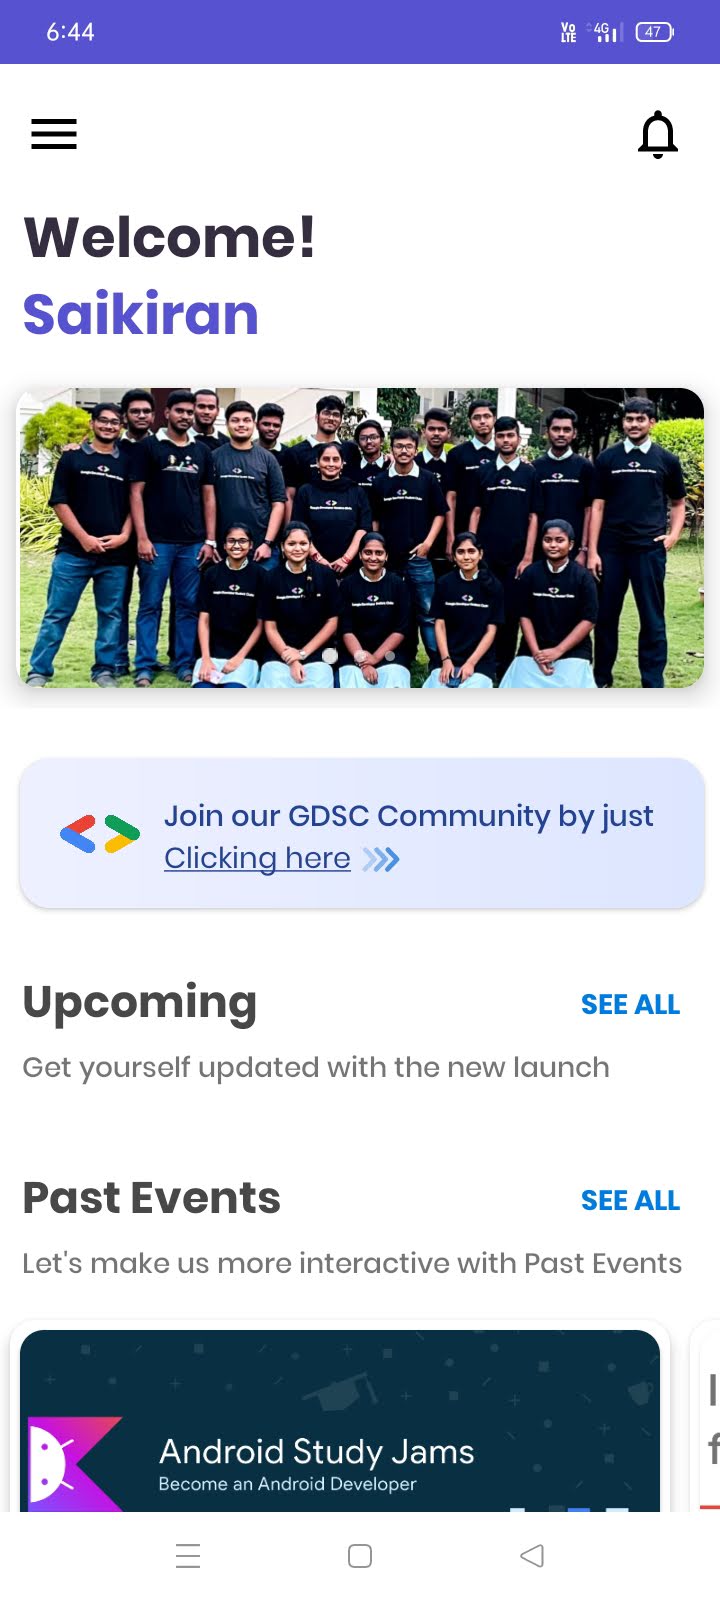 6:44
Vo
LTE
4G
47
Welcome!
Saikiran
Join our GDSC Community by just
Clicking here
Upcoming
SEE ALL
Get yourself updated with the new launch
Past Events
SEE ALL
Let's make us more interactive with Past Events
Android Study Jams
Become an Android Developer